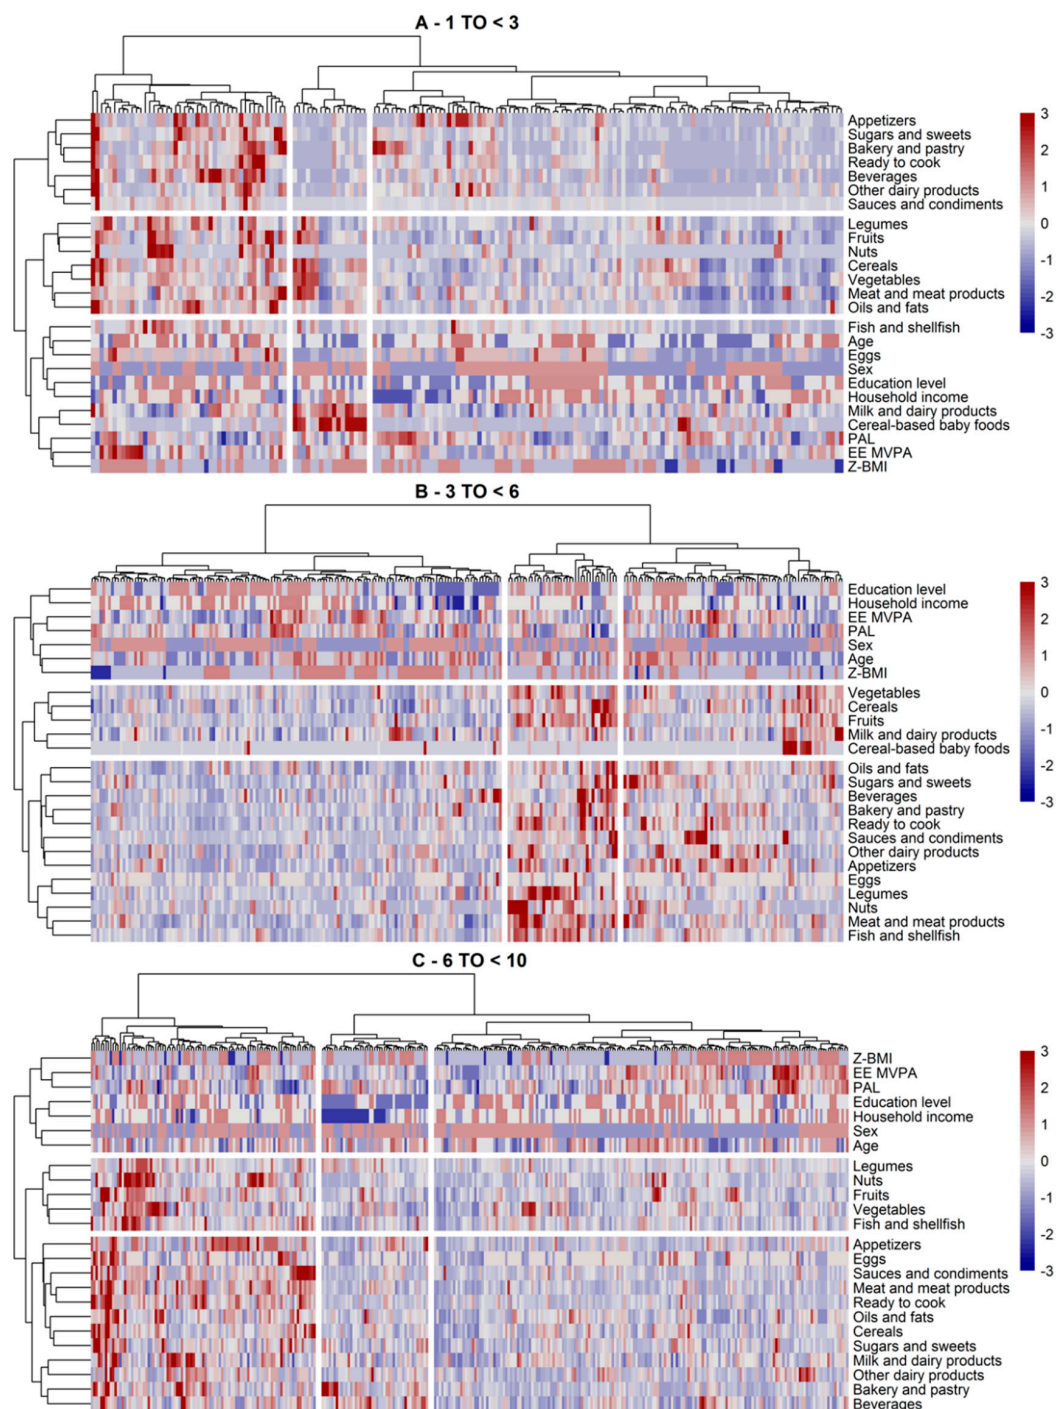 A - 1 TO < 3
Appetizers
Sugars and sweets
Bakery and pastry
Ready to cook
Beverages
Other dairy products
Sauces and condiments
Legumes
Fruits
Nuts
Cereals
Vegetables
Meat and meat products
Oils and fats
Fish and shellfish
Age
Eggs
Sex
Education level
Household income
Milk and dairy products
Cereal-based baby foods
PAL
EE MVPA
Z-BMI
3
2
1
0
-1
-2
-3
B - 3 TO < 6
Education level
Household income
EE MVPA
PAL
Sex
Age
Z-BMI
Vegetables
Cereals
Fruits
Milk and dairy products
Cereal-based baby foods
Oils and fats
Sugars and sweets
Beverages
Bakery and pastry
Ready to cook
Sauces and condiments
Other dairy products
Appetizers
Eggs
Legumes
Nuts
Meat and meat products
Fish and shellfish
3
2
1
0
-1
-2
-3
C - 6 TO < 10
Z-BMI
EE MVPA
PAL
Education level
Household income
Sex
Age
Legumes
Nuts
Fruits
Vegetables
Fish and shellfish
Appetizers
Eggs
Sauces and condiments
Meat and meat products
Ready to cook
Oils and fats
Cereals
Sugars and sweets
Milk and dairy products
Other dairy products
Bakery and pastry
Beverages
3
2
1
0
-1
-2
-3